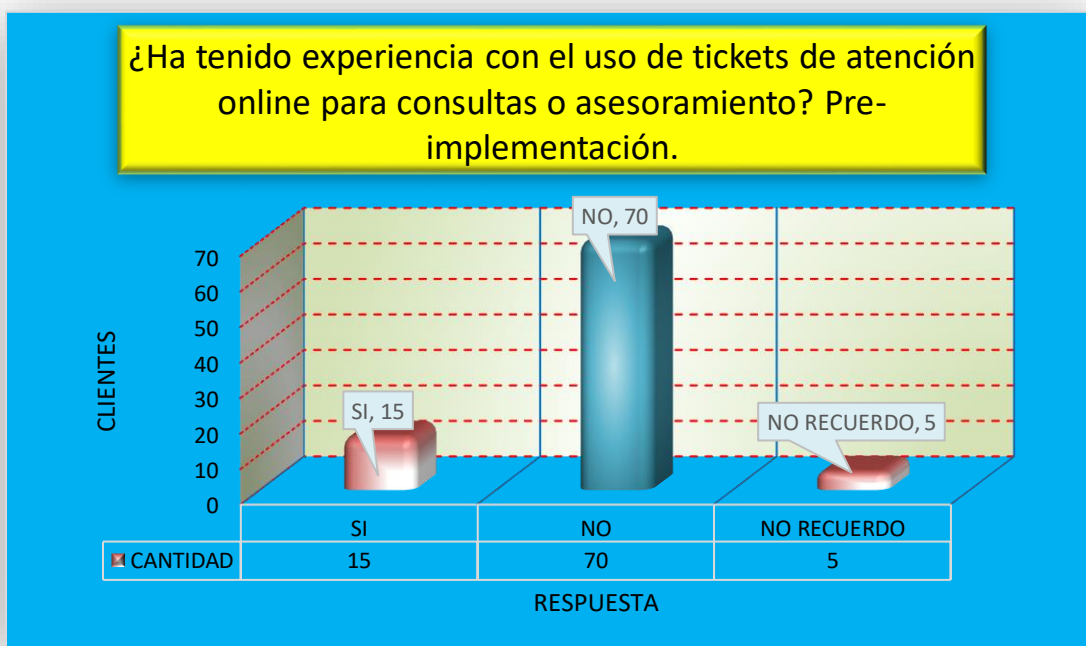 ¿Ha tenido experiencia con el uso de tickets de atención
online para consultas o asesoramiento? Pre-
implementación.
NO, 70
SI, 15
NO RECUERDO, 5
CLIENTES
70
60
50
40
30
20
10
0
SI NO NO RECUERDO
CANTIDAD 15 70 5
RESPUESTA